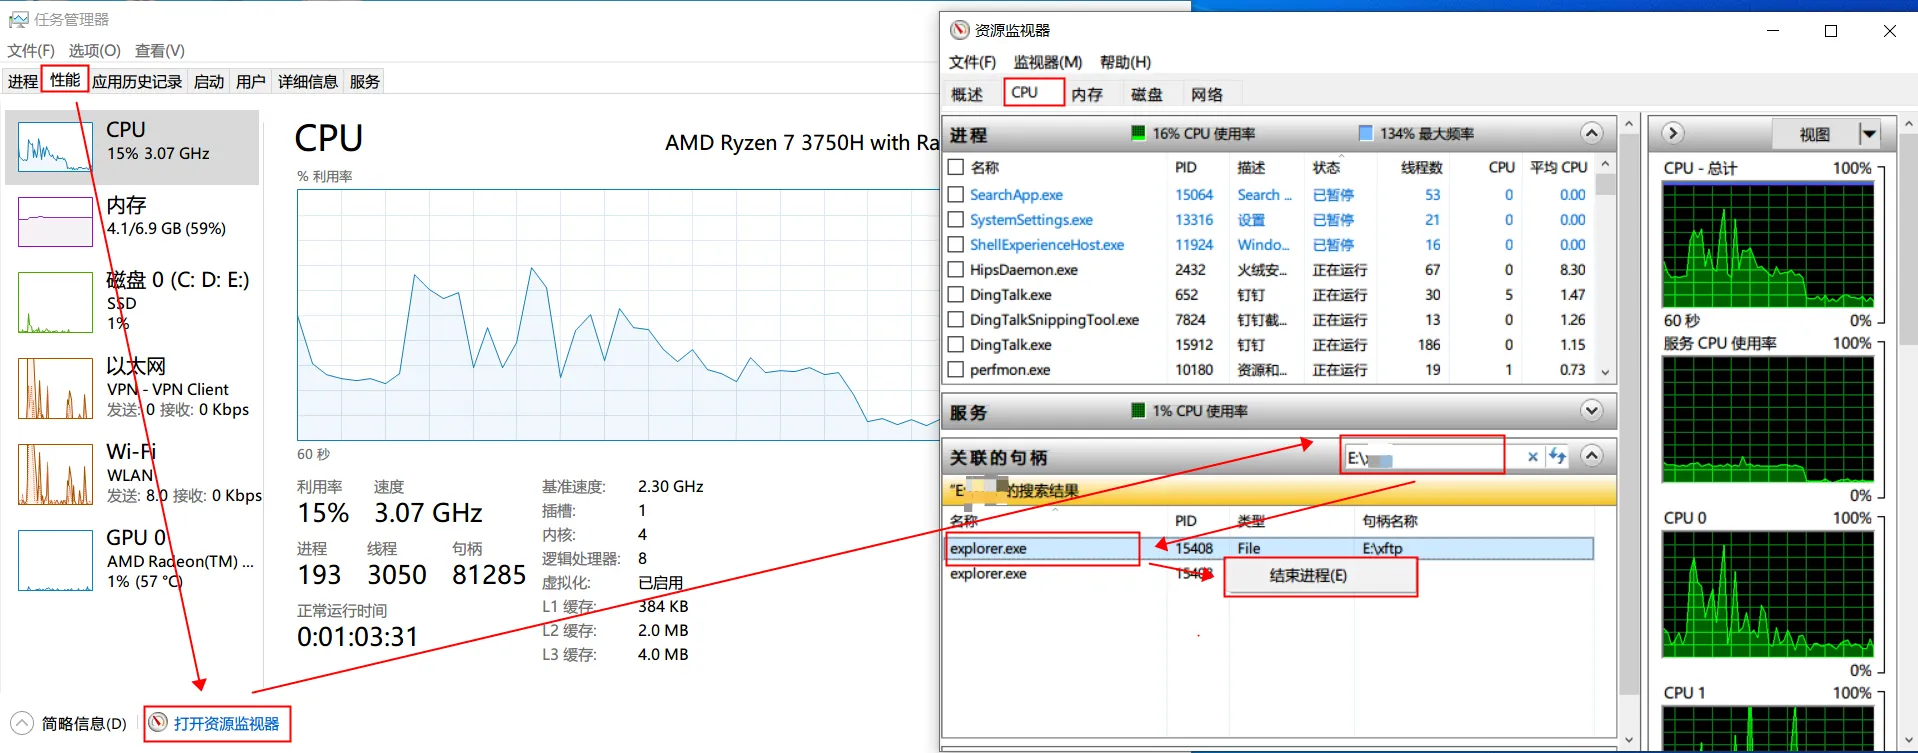 任务管理器
文件(F) 选项(O) 查看(V)
进程 性能 应用历史记录 启动 用户 详细信息 服务
CPU
15% 3.07 GHz
内存
4.1/6.9 GB (59%)
磁盘 0 (C: D: E:)
SSD
1%
以太网
VPN - VPN Client
发送: 0 接收: 0 Kbps
Wi-Fi
WLAN
发送: 8.0 接收: 0 Kbps
GPU 0
AMD Radeon(TM) ...
1% (57 °C)
CPU
AMD Ryzen 7 3750H with Ra
% 利用率
60 秒
利用率 速度
15% 3.07 GHz
进程 线程 句柄
193 3050 81285
正常运行时间
0:01:03:31
基准速度: 2.30 GHz
插槽: 1
内核: 4
逻辑处理器: 8
虚拟化: 已启用
L1 缓存: 384 KB
L2 缓存: 2.0 MB
L3 缓存: 4.0 MB
简略信息(D)
打开资源监视器
资源监视器
文件(F) 监视器(M) 帮助(H)
概述 CPU 内存 磁盘 网络
进程 16% CPU 使用率 134% 最大频率
名称 PID 描述 状态 线程数 CPU 平均 CPU
SearchApp.exe 15064 Search ... 已暂停 53 0 0.00
SystemSettings.exe 13316 设置 已暂停 21 0 0.00
ShellExperienceHost.exe 11924 Windo... 已暂停 16 0 0.00
HipsDaemon.exe 2432 火绒安... 正在运行 67 0 8.30
DingTalk.exe 652 钉钉 正在运行 30 5 1.47
DingTalkSnippingTool.exe 7824 钉钉截... 正在运行 13 0 1.26
DingTalk.exe 15912 钉钉 正在运行 186 0 1.15
perfmon.exe 10180 资源和... 正在运行 19 1 0.73
服务 1% CPU 使用率
关联的句柄 E:\x
"E 的搜索结果
名称 PID 类型 句柄名称
explorer.exe 15408 File E:\xftp
explorer.exe 15408
结束进程(E)
视图
CPU - 总计 100%
60 秒 0%
服务 CPU 使用率 100%
0%
CPU 0 100%
0%
CPU 1 100%